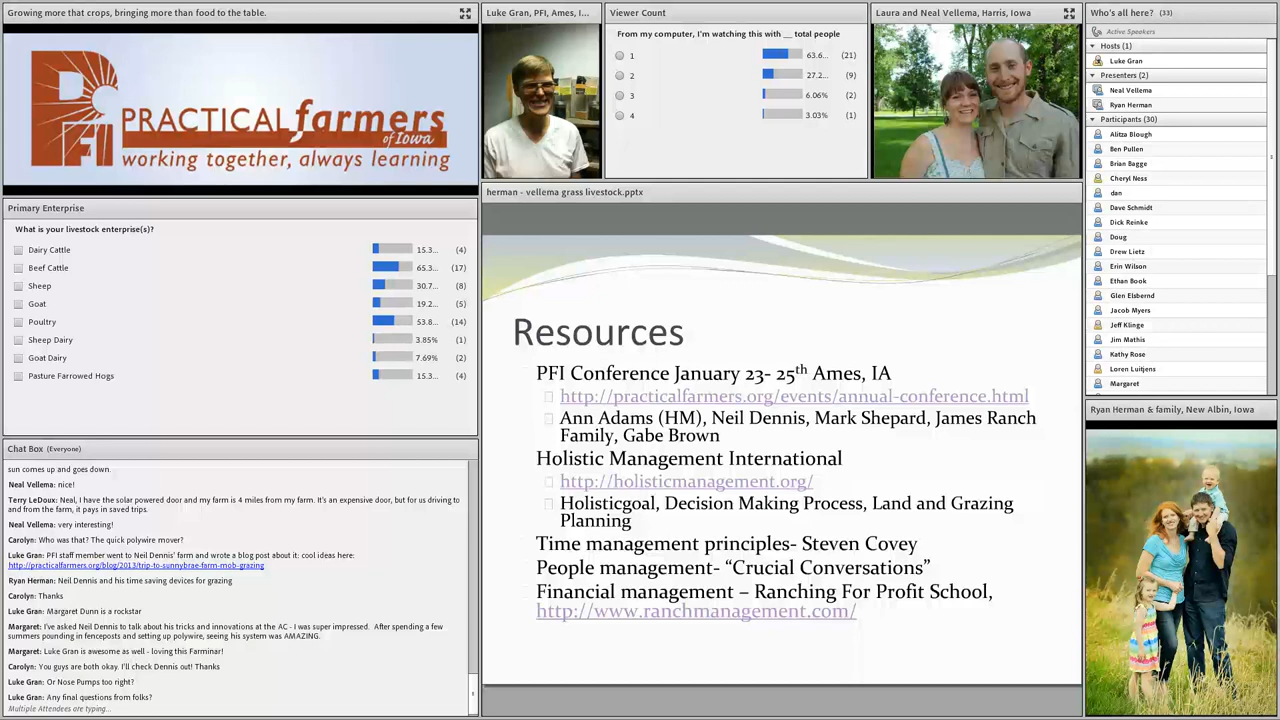 Growing more that crops, bringing more than food to the table.
PFI
PRACTICAL farmers
of Iowa
working together, always learning
Primary Enterprise
What is your livestock enterprise(s)?
Dairy Cattle 15.3... (4)
Beef Cattle 65.3... (17)
Sheep 30.7... (8)
Goat 19.2... (5)
Poultry 53.8... (14)
Sheep Dairy 3.85% (1)
Goat Dairy 7.69% (2)
Pasture Farrowed Hogs 15.3... (4)
Chat Box (Everyone)
sun comes up and goes down.
Neal Vellema: nice!
Terry LeDoux: Neal, I have the solar powered door and my farm is 4 miles from my farm. It's an expensive door, but for us driving to
and from the farm, it pays in saved trips.
Neal Vellema: very interesting!
Carolyn: Who was that? The quick polywire mover?
Luke Gran: PFI staff member went to Neil Dennis' farm and wrote a blog post about it: cool ideas here:
http://practicalfarmers.org/blog/2013/trip-to-sunnybrae-farm-mob-grazing
Ryan Herman: Neil Dennis and his time saving devices for grazing
Carolyn: Thanks
Luke Gran: Margaret Dunn is a rockstar
Margaret: I've asked Neil Dennis to talk about his tricks and innovations at the AC - I was super impressed. After spending a few
summers pounding in fenceposts and setting up polywire, seeing his system was AMAZING.
Margaret: Luke Gran is awesome as well - loving this Farminar!
Carolyn: You guys are both okay. I'll check Dennis out! Thanks
Luke Gran: Or Nose Pumps too right?
Luke Gran: Any final questions from folks?
Multiple Attendees are typing...
Luke Gran, PFI, Ames, I...
Viewer Count
From my computer, I'm watching this with __ total people
1 63.6... (21)
2 27.2... (9)
3 6.06% (2)
4 3.03% (1)
Laura and Neal Vellema, Harris, Iowa
herman - vellema grass livestock.pptx
Resources
PFI Conference January 23- 25th Ames, IA
http://practicalfarmers.org/events/annual-conference.html
Ann Adams (HM), Neil Dennis, Mark Shepard, James Ranch
Family, Gabe Brown
Holistic Management International
http://holisticmanagement.org/
Holisticgoal, Decision Making Process, Land and Grazing
Planning
Time management principles- Steven Covey
People management- “Crucial Conversations”
Financial management – Ranching For Profit School,
http://www.ranchmanagement.com/
Who's all here? (33)
Active Speakers
Hosts (1)
Luke Gran
Presenters (2)
Neal Vellema
Ryan Herman
Participants (30)
Alitza Blough
Ben Pullen
Brian Bagge
Cheryl Ness
dan
Dave Schmidt
Dick Reinke
Doug
Drew Lietz
Erin Wilson
Ethan Book
Glen Elsbernd
Jacob Myers
Jeff Klinge
Jim Mathis
Kathy Rose
Loren Luitjens
Margaret
Ryan Herman & family, New Albin, Iowa